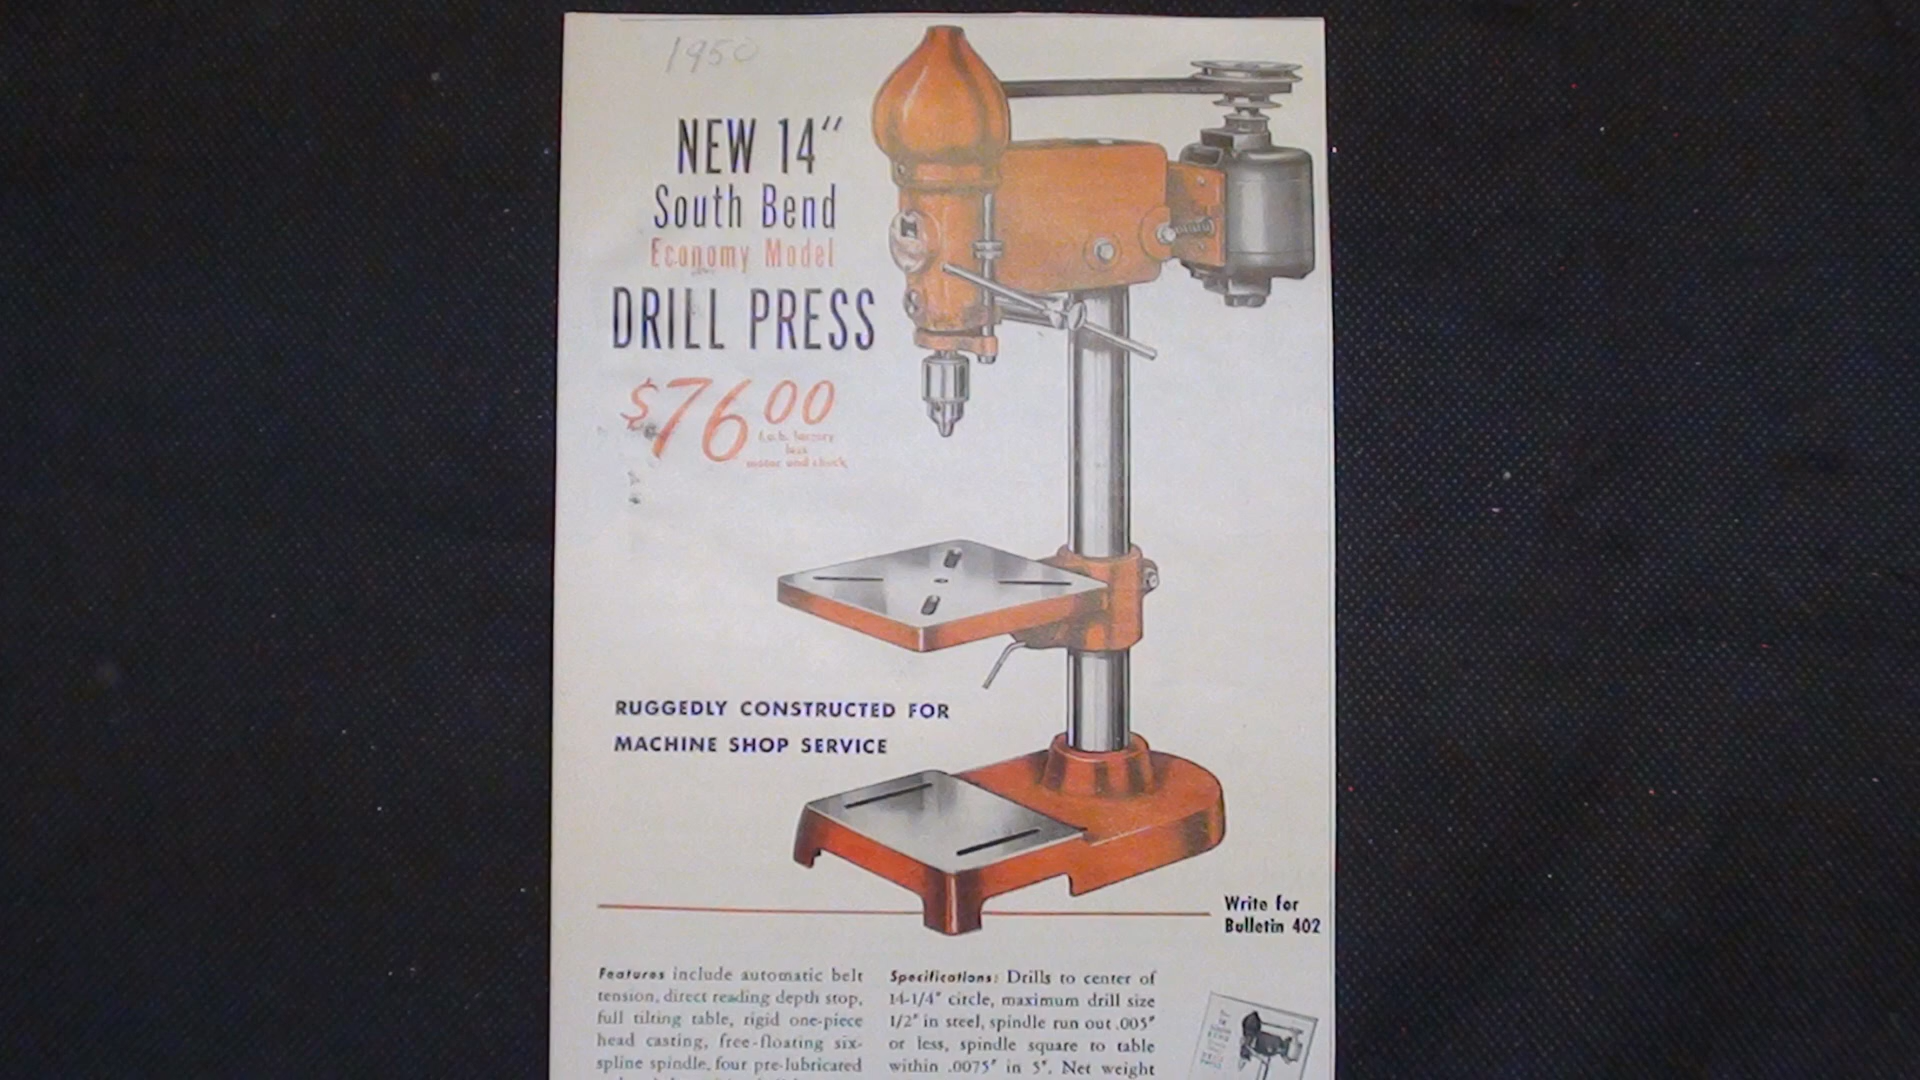 1950
NEW 14"
South Bend
Economy Model
DRILL PRESS
$76 00
f.o.b. factory
less
motor and chuck
RUGGEDLY CONSTRUCTED FOR
MACHINE SHOP SERVICE
Write for
Bulletin 402
Features include automatic belt
tension, direct reading depth stop,
full tilting table, rigid one-piece
head casting, free-floating six-
spline spindle, four pre-lubricated
Specifications: Drills to center of
14-1/4" circle, maximum drill size
1/2" in steel, spindle run out .005"
or less, spindle square to table
within .0075" in 5". Net weight